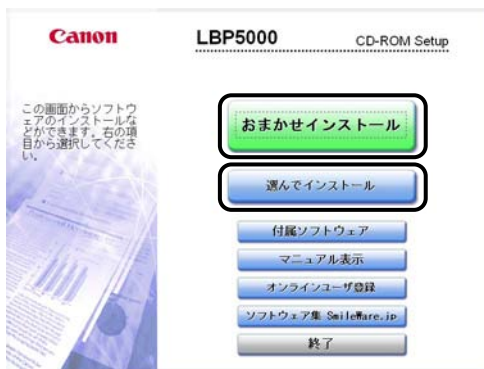 Canon
LBP5000
CD-ROM Setup
この画面からソフトウ
ェアのインストールな
どができます。右の項
目から選択してくださ
い。
おまかせインストール
選んでインストール
付属ソフトウェア
マニュアル表示
オンラインユーザ登録
ソフトウェア集 SmileWare.jp
終了